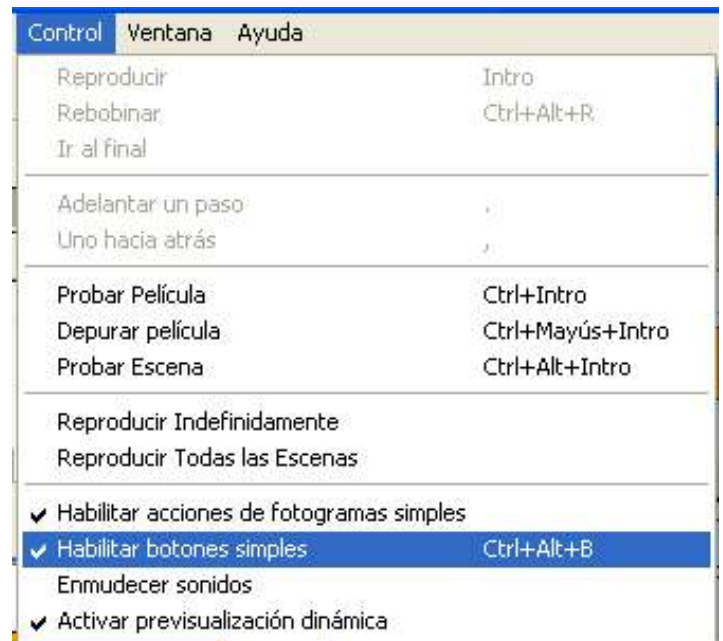 Control Ventana Ayuda
Reproducir Intro
Rebobinar Ctrl+Alt+R
Ir al final
Adelantar un paso .
Uno hacia atrás ,
Probar Película Ctrl+Intro
Depurar película Ctrl+Mayús+Intro
Probar Escena Ctrl+Alt+Intro
Reproducir Indefinidamente
Reproducir Todas las Escenas
Habilitar acciones de fotogramas simples
Habilitar botones simples Ctrl+Alt+B
Enmudecer sonidos
Activar previsualización dinámica